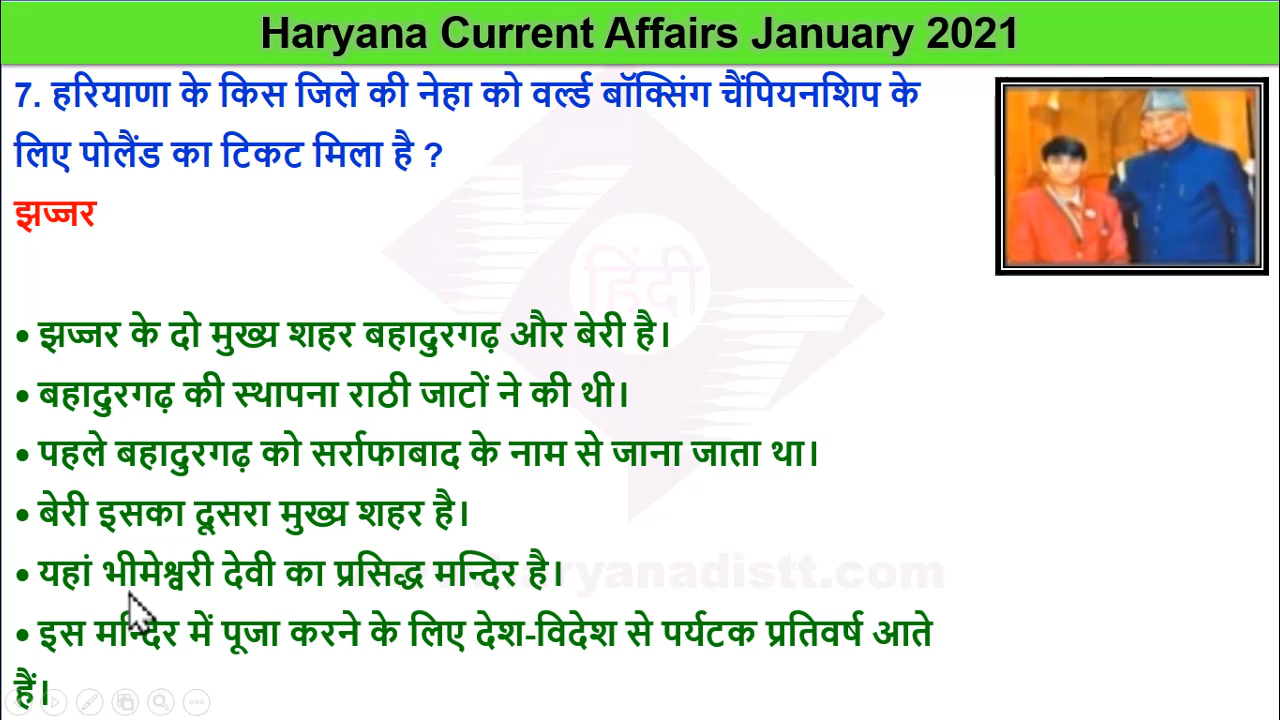 Haryana Current Affairs January 2021
7. हरियाणा के किस जिले की नेहा को वर्ल्ड बॉक्सिंग चैंपियनशिप के
लिए पोलैंड का टिकट मिला है ?
झज्जर
हिंदी
• झज्जर के दो मुख्य शहर बहादुरगढ़ और बेरी है।
• बहादुरगढ़ की स्थापना राठी जाटों ने की थी।
• पहले बहादुरगढ़ को सर्राफाबाद के नाम से जाना जाता था।
• बेरी इसका दूसरा मुख्य शहर है।
• यहां भीमेश्वरी देवी का प्रसिद्ध मन्दिर है।
haryanadistt.com
• इस मन्दिर में पूजा करने के लिए देश-विदेश से पर्यटक प्रतिवर्ष आते
हैं।